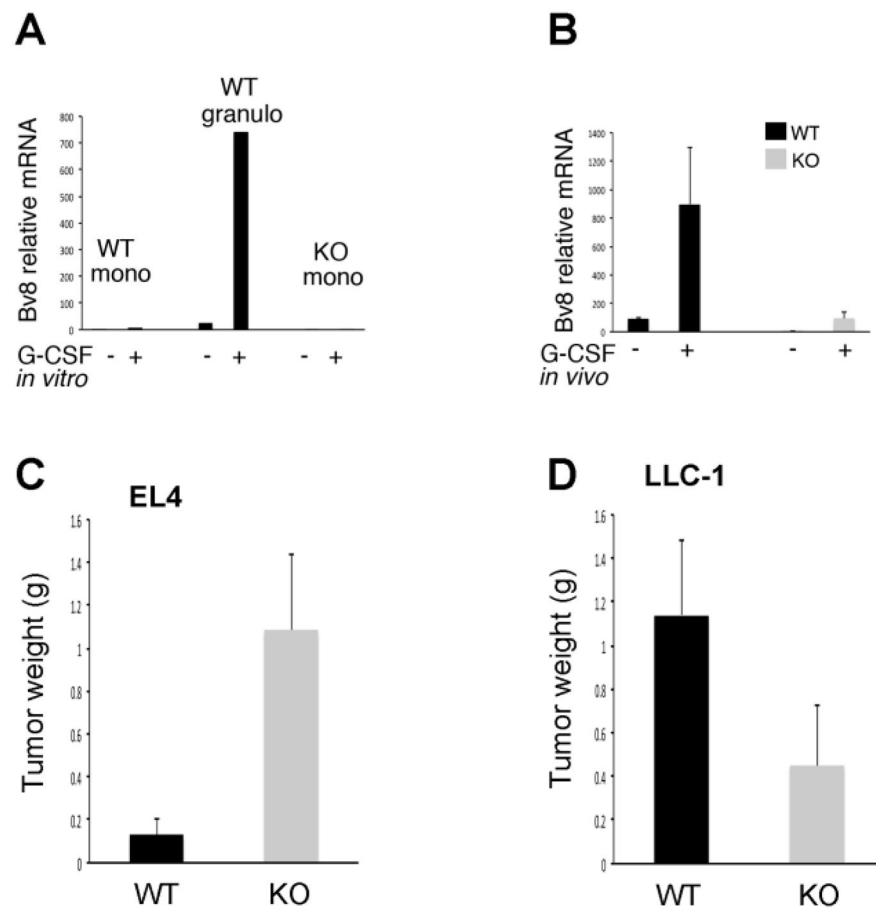 A
WT
granulo
Bv8 relative mRNA
800
700
600
500
400
300
200
100
0
WT
mono
KO
mono
G-CSF - + - + - +
in vitro
B
WT
KO
Bv8 relative mRNA
1400
1200
1000
800
600
400
200
0
G-CSF - + - +
in vivo
C
EL4
Tumor weight (g)
1.6
1.4
1.2
1
0.8
0.6
0.4
0.2
0
WT KO
D
LLC-1
Tumor weight (g)
1.6
1.4
1.2
1
0.8
0.6
0.4
0.2
0
WT KO